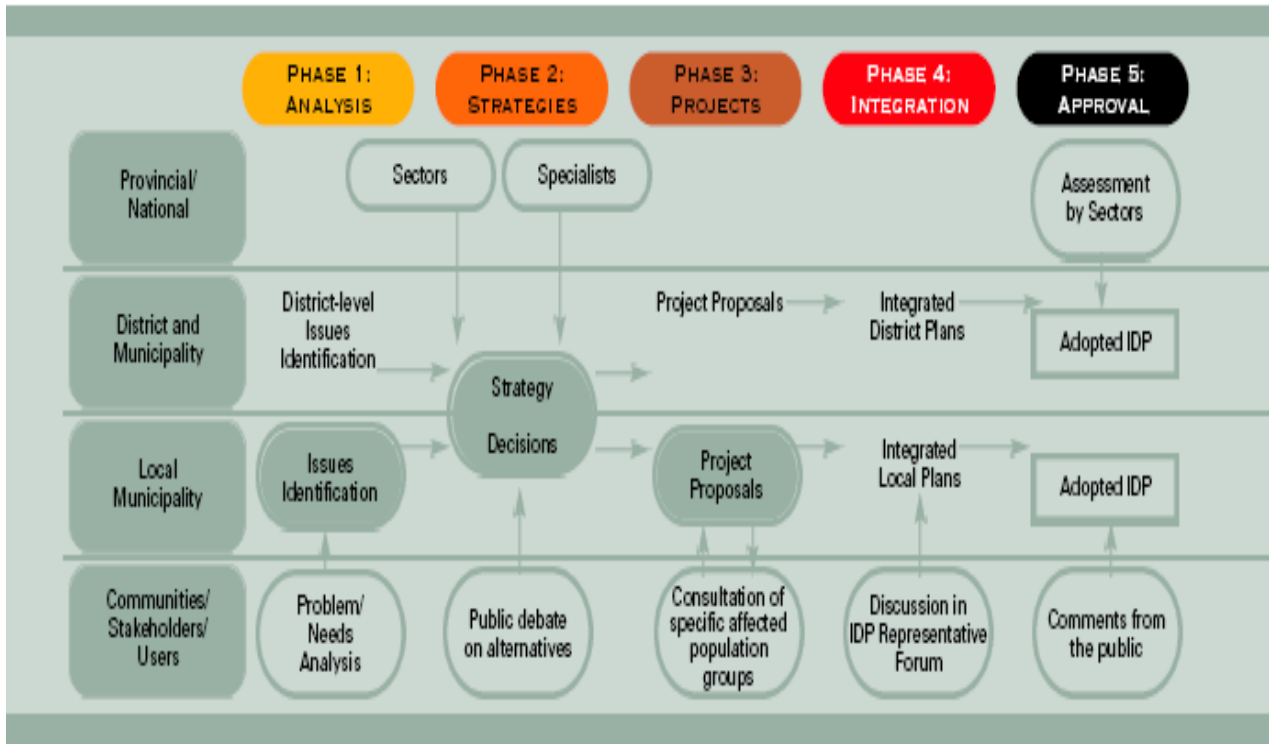 PHASE 1:
ANALYSIS
PHASE 2:
STRATEGIES
PHASE 3:
PROJECTS
PHASE 4:
INTEGRATION
PHASE 5:
APPROVAL
Provincial/
National
Sectors
Specialists
Assessment
by Sectors
District and
Municipality
District-level
Issues
Identification
Strategy
Decisions
Project Proposals
Integrated
District Plans
Adopted IDP
Local
Municipality
Issues
Identification
Project
Proposals
Integrated
Local Plans
Adopted IDP
Communities/
Stakeholders/
Users
Problem/
Needs
Analysis
Public debate
on alternatives
Consultation of
specific affected
population
groups
Discussion in
IDP Representative
Forum
Comments from
the public